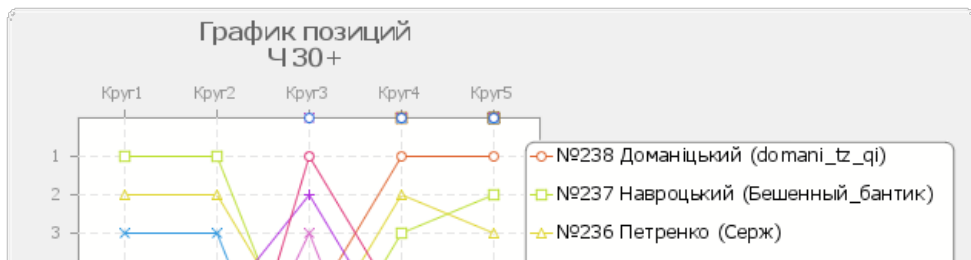 График позиций
Ч 30+
Круг1 Круг2 Круг3 Круг4 Круг5
1
№238 Доманіцький (domani_tz_qi)
2
№237 Навроцький (Бешенный_бантик)
3
№236 Петренко (Серж)